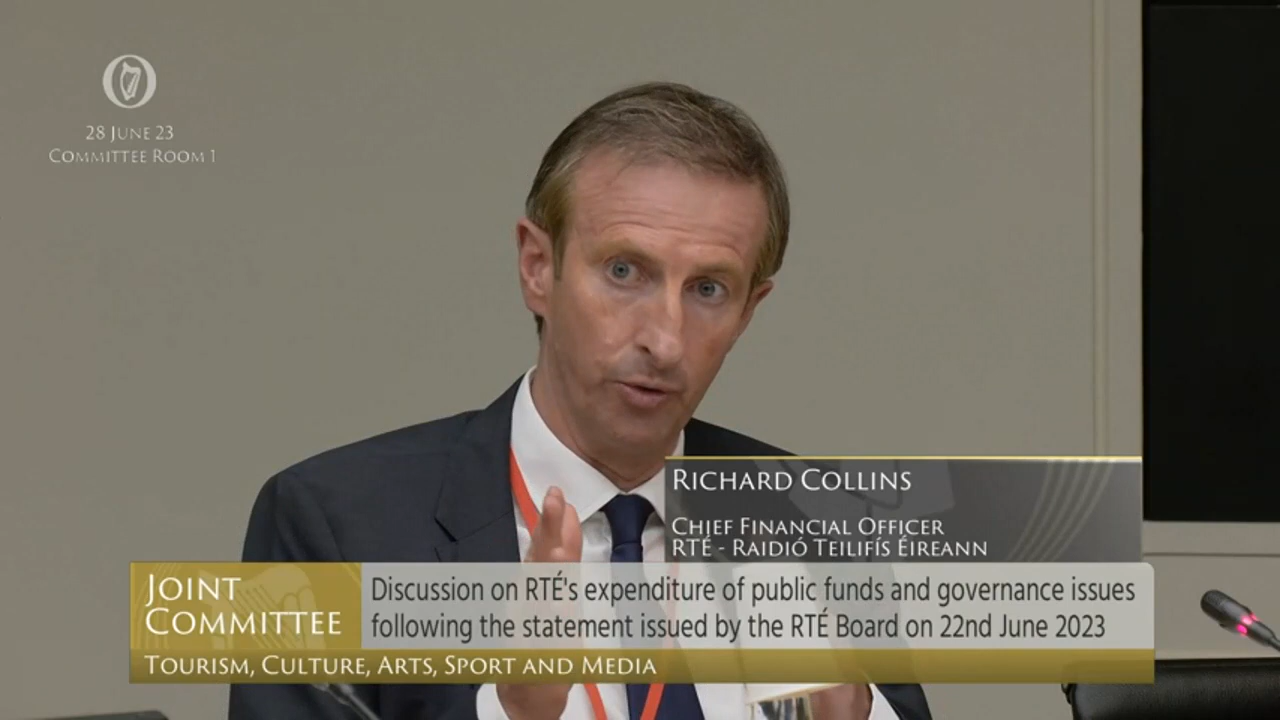 28 JUNE 23
COMMITTEE ROOM 1
RICHARD COLLINS
CHIEF FINANCIAL OFFICER
RTÉ - RAIDIÓ TEILIFÍS ÉIREANN
JOINT
COMMITTEE
Discussion on RTÉ's expenditure of public funds and governance issues
following the statement issued by the RTÉ Board on 22nd June 2023
TOURISM, CULTURE, ARTS, SPORT AND MEDIA